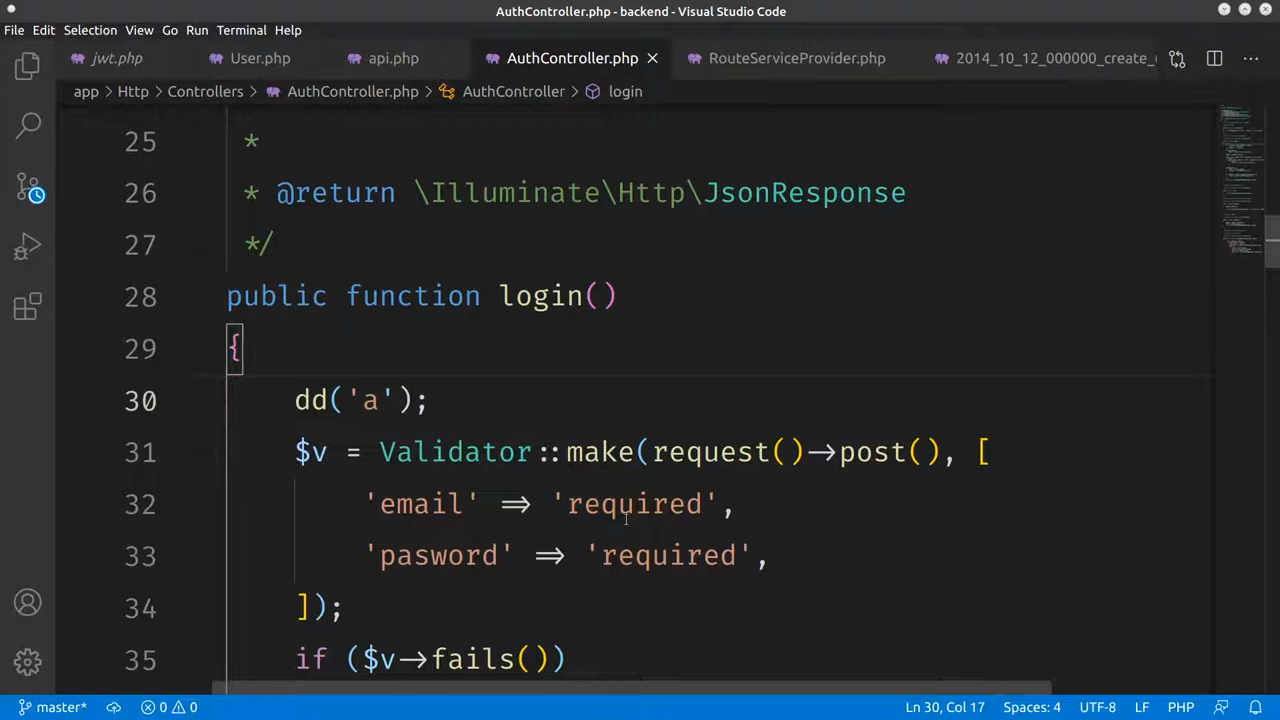 AuthController.php - backend - Visual Studio Code
File Edit Selection View Go Run Terminal Help
jwt.php User.php api.php AuthController.php RouteServiceProvider.php 2014_10_12_000000_create_
app > Http > Controllers > AuthController.php > AuthController > login
25 *
26 * @return \Illuminate\Http\JsonResponse
27 */
28 public function login()
29 {
30 dd('a');
31 $v = Validator::make(request()->post(), [
32 'email' => 'required',
33 'pasword' => 'required',
34 ]);
35 if ($v->fails())
master* 0 0 Ln 30, Col 17 Spaces: 4 UTF-8 LF PHP